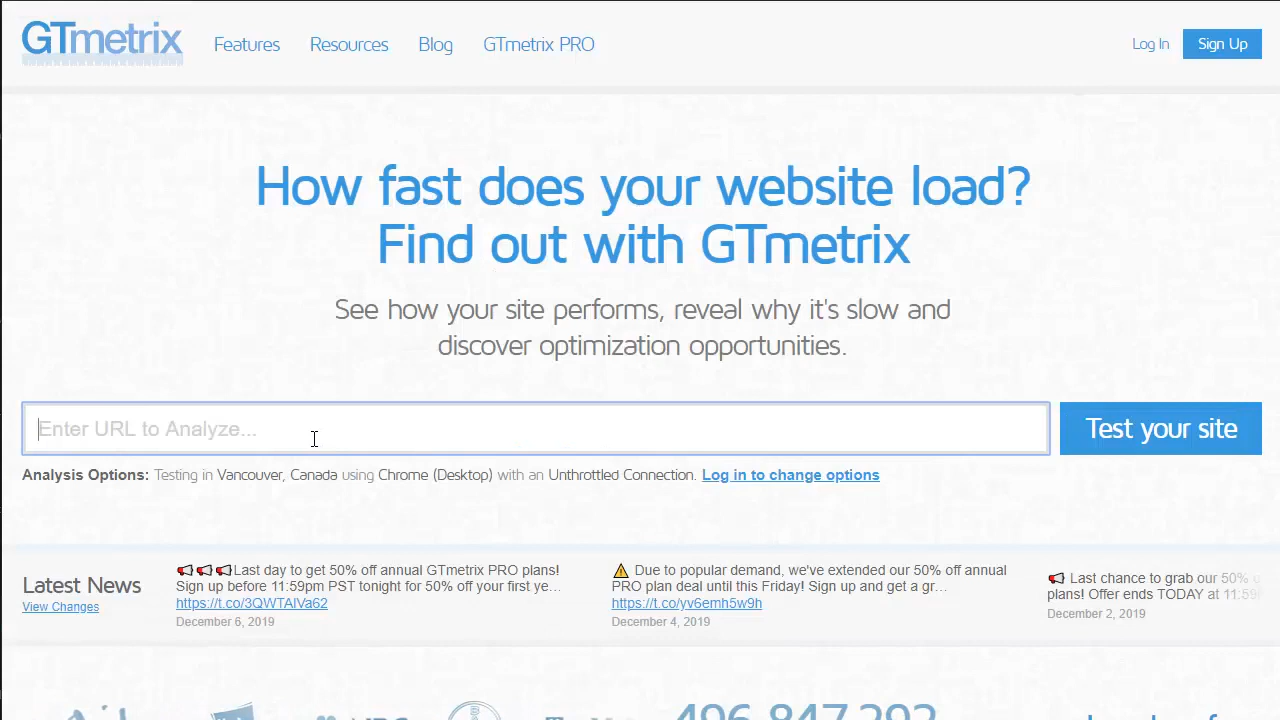 GTmetrix
Features Resources Blog GTmetrix PRO
Log In Sign Up
How fast does your website load?
Find out with GTmetrix
See how your site performs, reveal why it's slow and
discover optimization opportunities.
Enter URL to Analyze...
Test your site
Analysis Options: Testing in Vancouver, Canada using Chrome (Desktop) with an Unthrottled Connection. Log in to change options
Latest News
View Changes
Last day to get 50% off annual GTmetrix PRO plans!
Sign up before 11:59pm PST tonight for 50% off your first ye…
https://t.co/3QWTAlVa62
December 6, 2019
Due to popular demand, we've extended our 50% off annual
PRO plan deal until this Friday! Sign up and get a gr…
https://t.co/yv6emh5w9h
December 4, 2019
Last chance to grab our 50% o
plans! Offer ends TODAY at 11:59
December 2, 2019
496,847,292